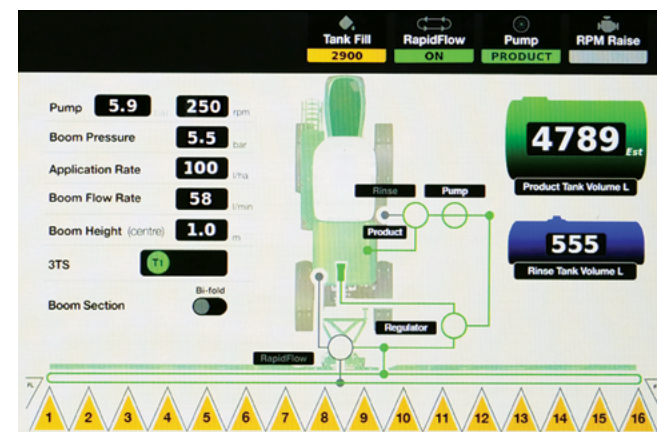 Tank Fill
2900
RapidFlow
ON
Pump
PRODUCT
RPM Raise
Pump 5.9 250 rpm
Boom Pressure 5.5 bar
Application Rate 100 l/ha
Boom Flow Rate 58 l/min
Boom Height (centre) 1.0 m
3TS T1
Boom Section Bi-fold
Rinse
Pump
Product
Regulator
RapidFlow
4789 Est
Product Tank Volume L
555
Rinse Tank Volume L
FL
1 2 3 4 5 6 7 8 9 10 11 12 13 14 15 16